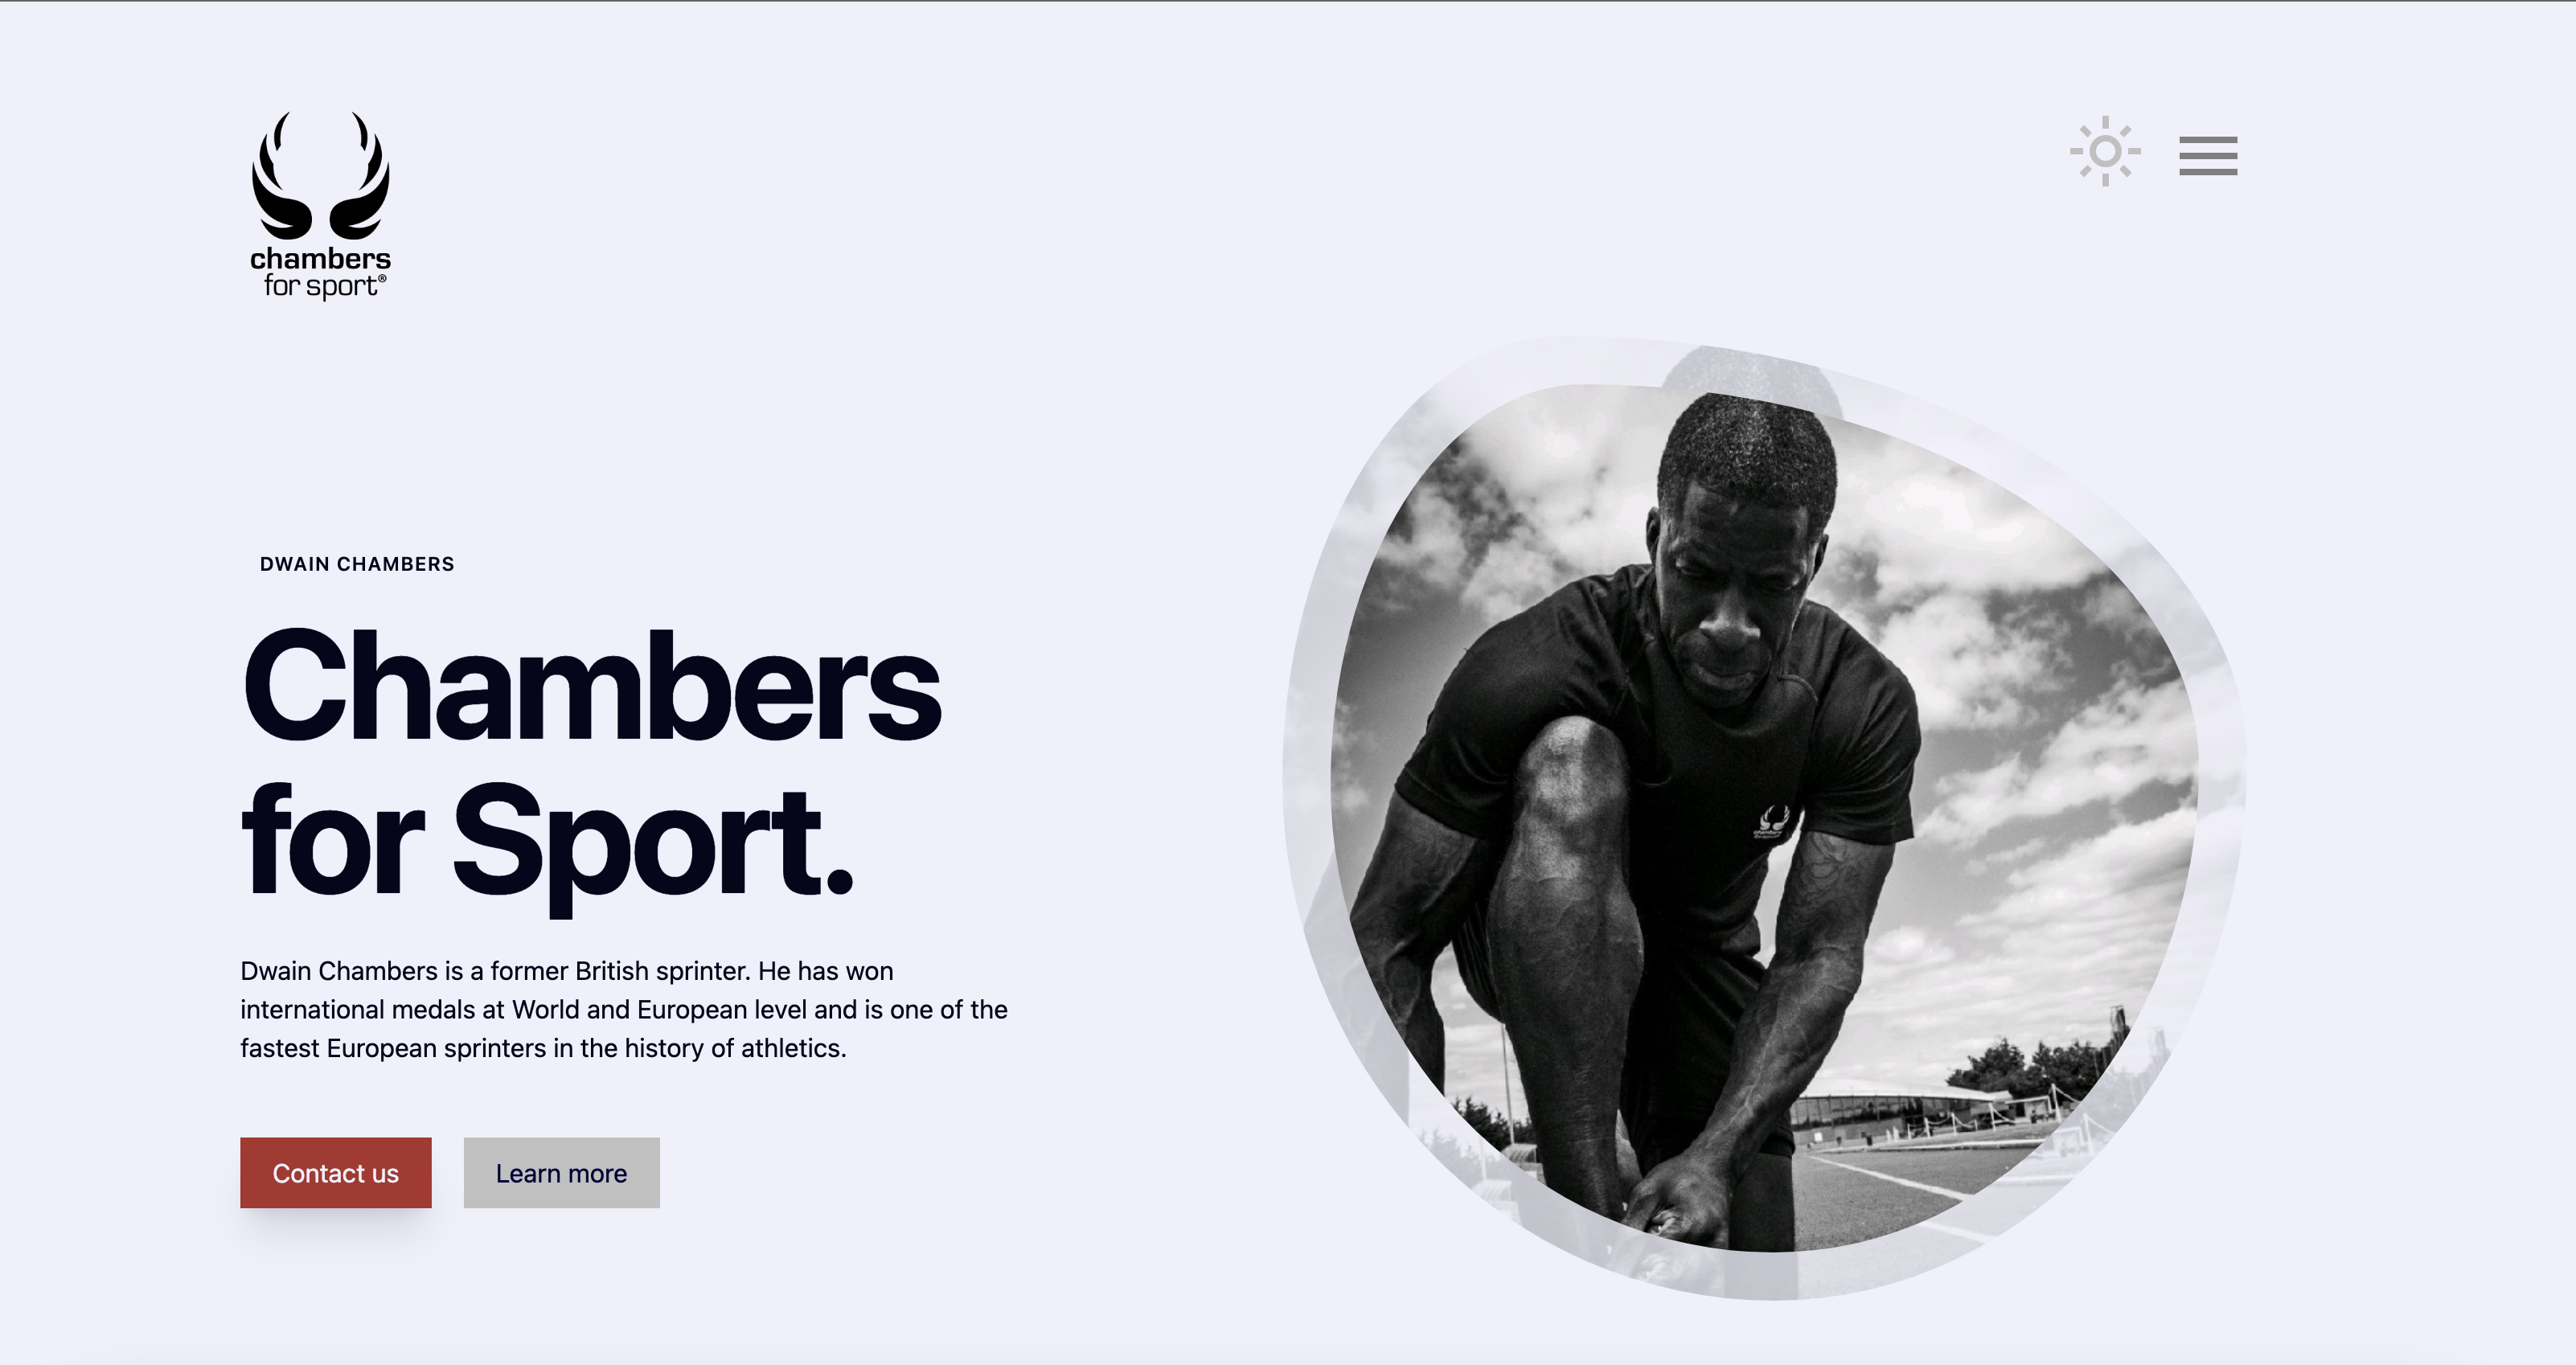 chambers
for sport®
DWAIN CHAMBERS
Chambers
for Sport.
Dwain Chambers is a former British sprinter. He has won
international medals at World and European level and is one of the
fastest European sprinters in the history of athletics.
Contact us
Learn more
chambers